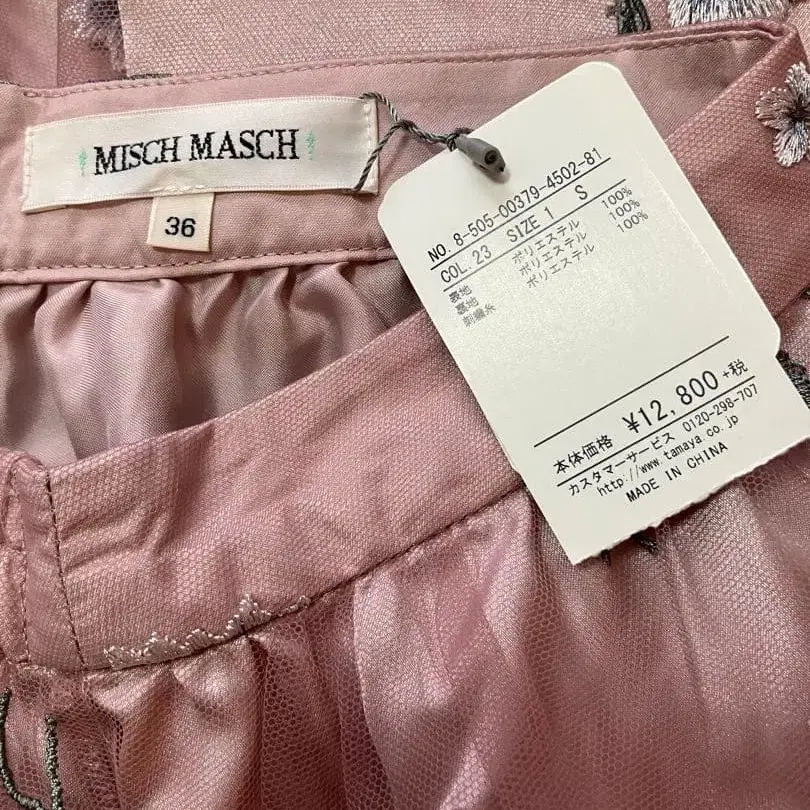 MISCH MASCH
36
NO. 8-505-00379-4502-81
COL. 23 SIZE 1 S
表地 ポリエステル 100%
裏地 ポリエステル 100%
刺繍糸 ポリエステル 100%
本体価格 ¥12,800 +税
カスタマーサービス 0120-298-707
http://www.tamaya.co.jp
MADE IN CHINA